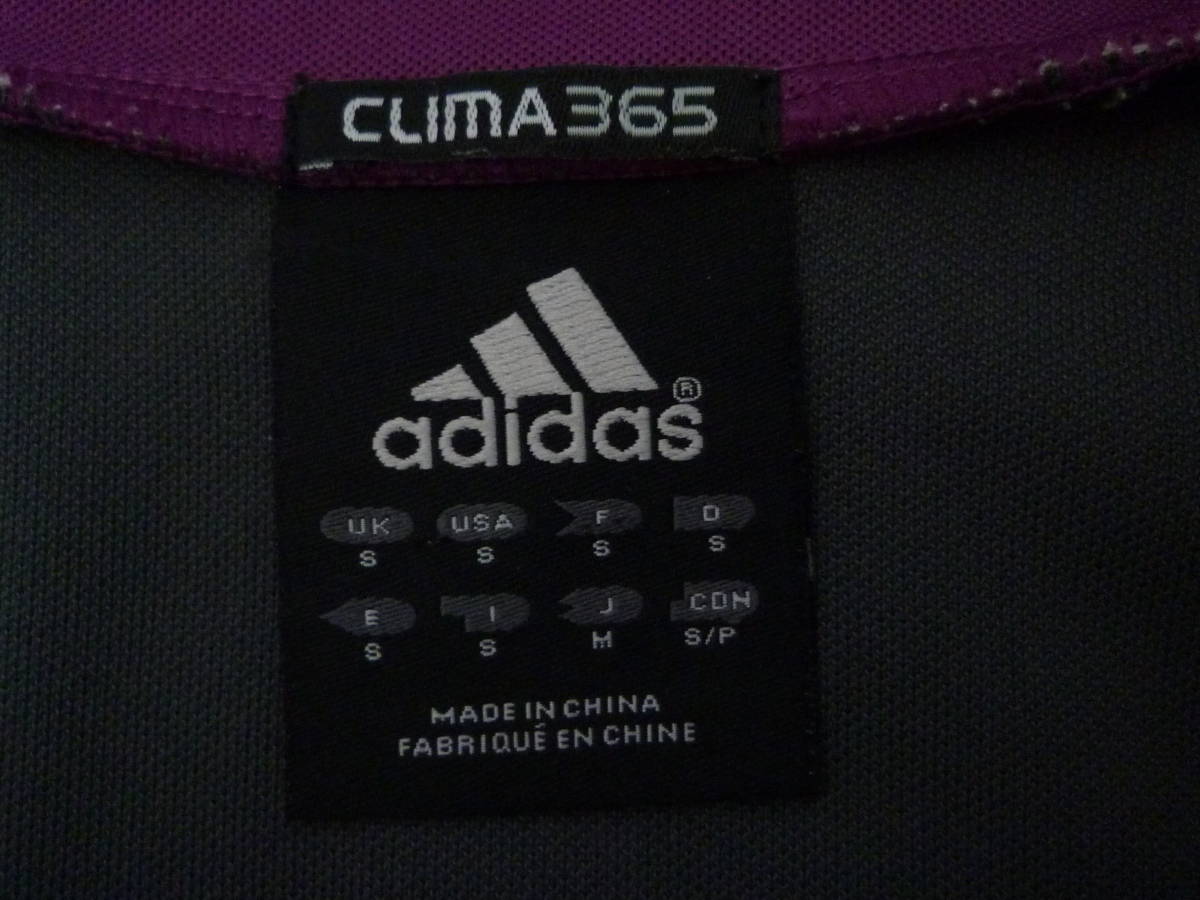 CLIMA365
adidas®
UK USA F D
S S S S
E I J CDN
S S M S/P
MADE IN CHINA
FABRIQUÉ EN CHINE